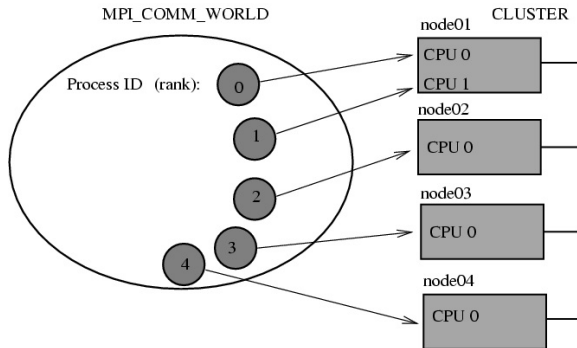 MPI_COMM_WORLD
CLUSTER
node01
Process ID (rank):
0
CPU 0
CPU 1
1
node02
2
CPU 0
node03
3
CPU 0
4
node04
CPU 0